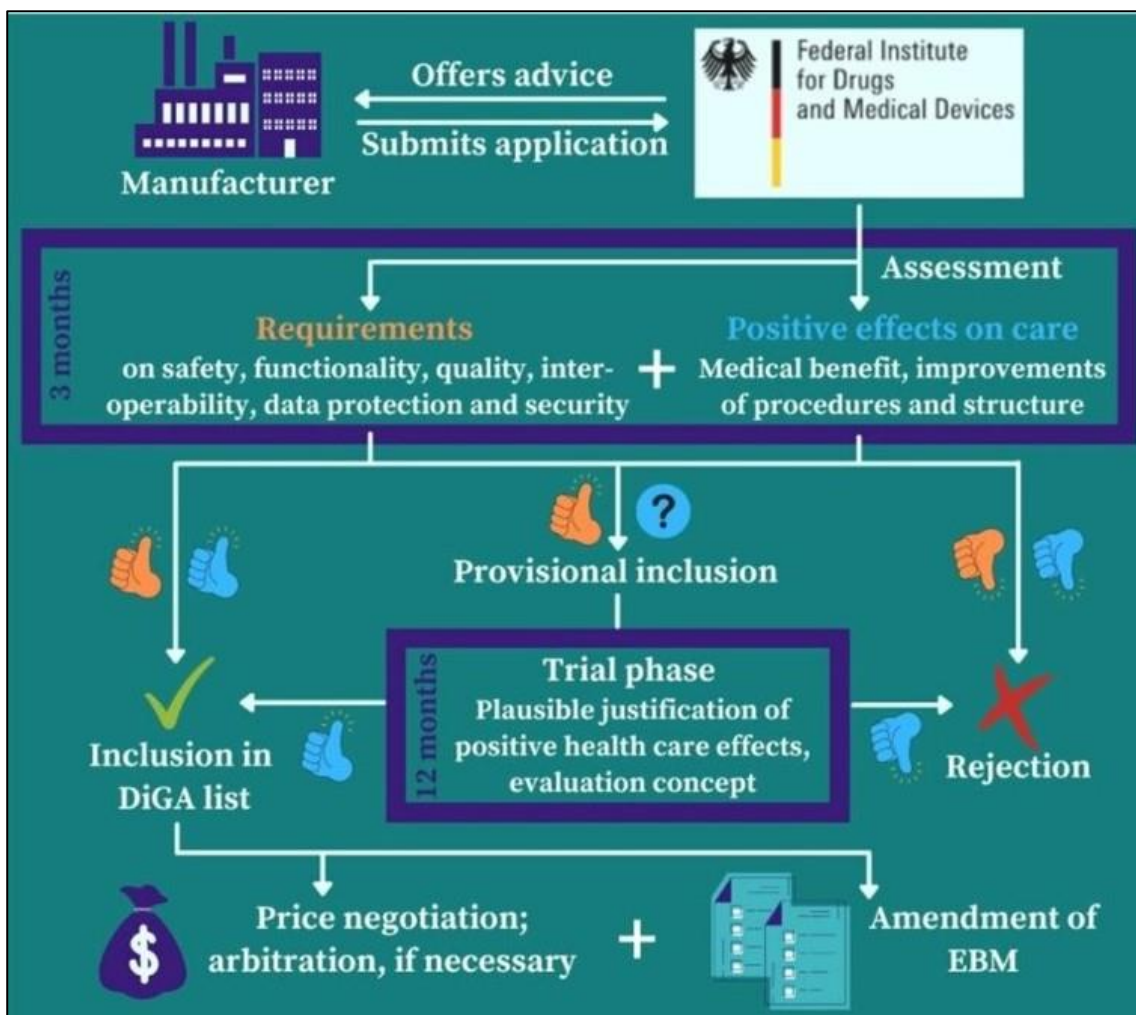 Offers advice
Submits application
Manufacturer
Federal Institute
for Drugs
and Medical Devices
3 months
Assessment
Requirements
on safety, functionality, quality, inter-
operability, data protection and security
+
Positive effects on care
Medical benefit, improvements
of procedures and structure
?
Provisional inclusion
12 months
Trial phase
Plausible justification of
positive health care effects,
evaluation concept
Inclusion in
DiGA list
Rejection
$
Price negotiation;
arbitration, if necessary
+
Amendment of
EBM